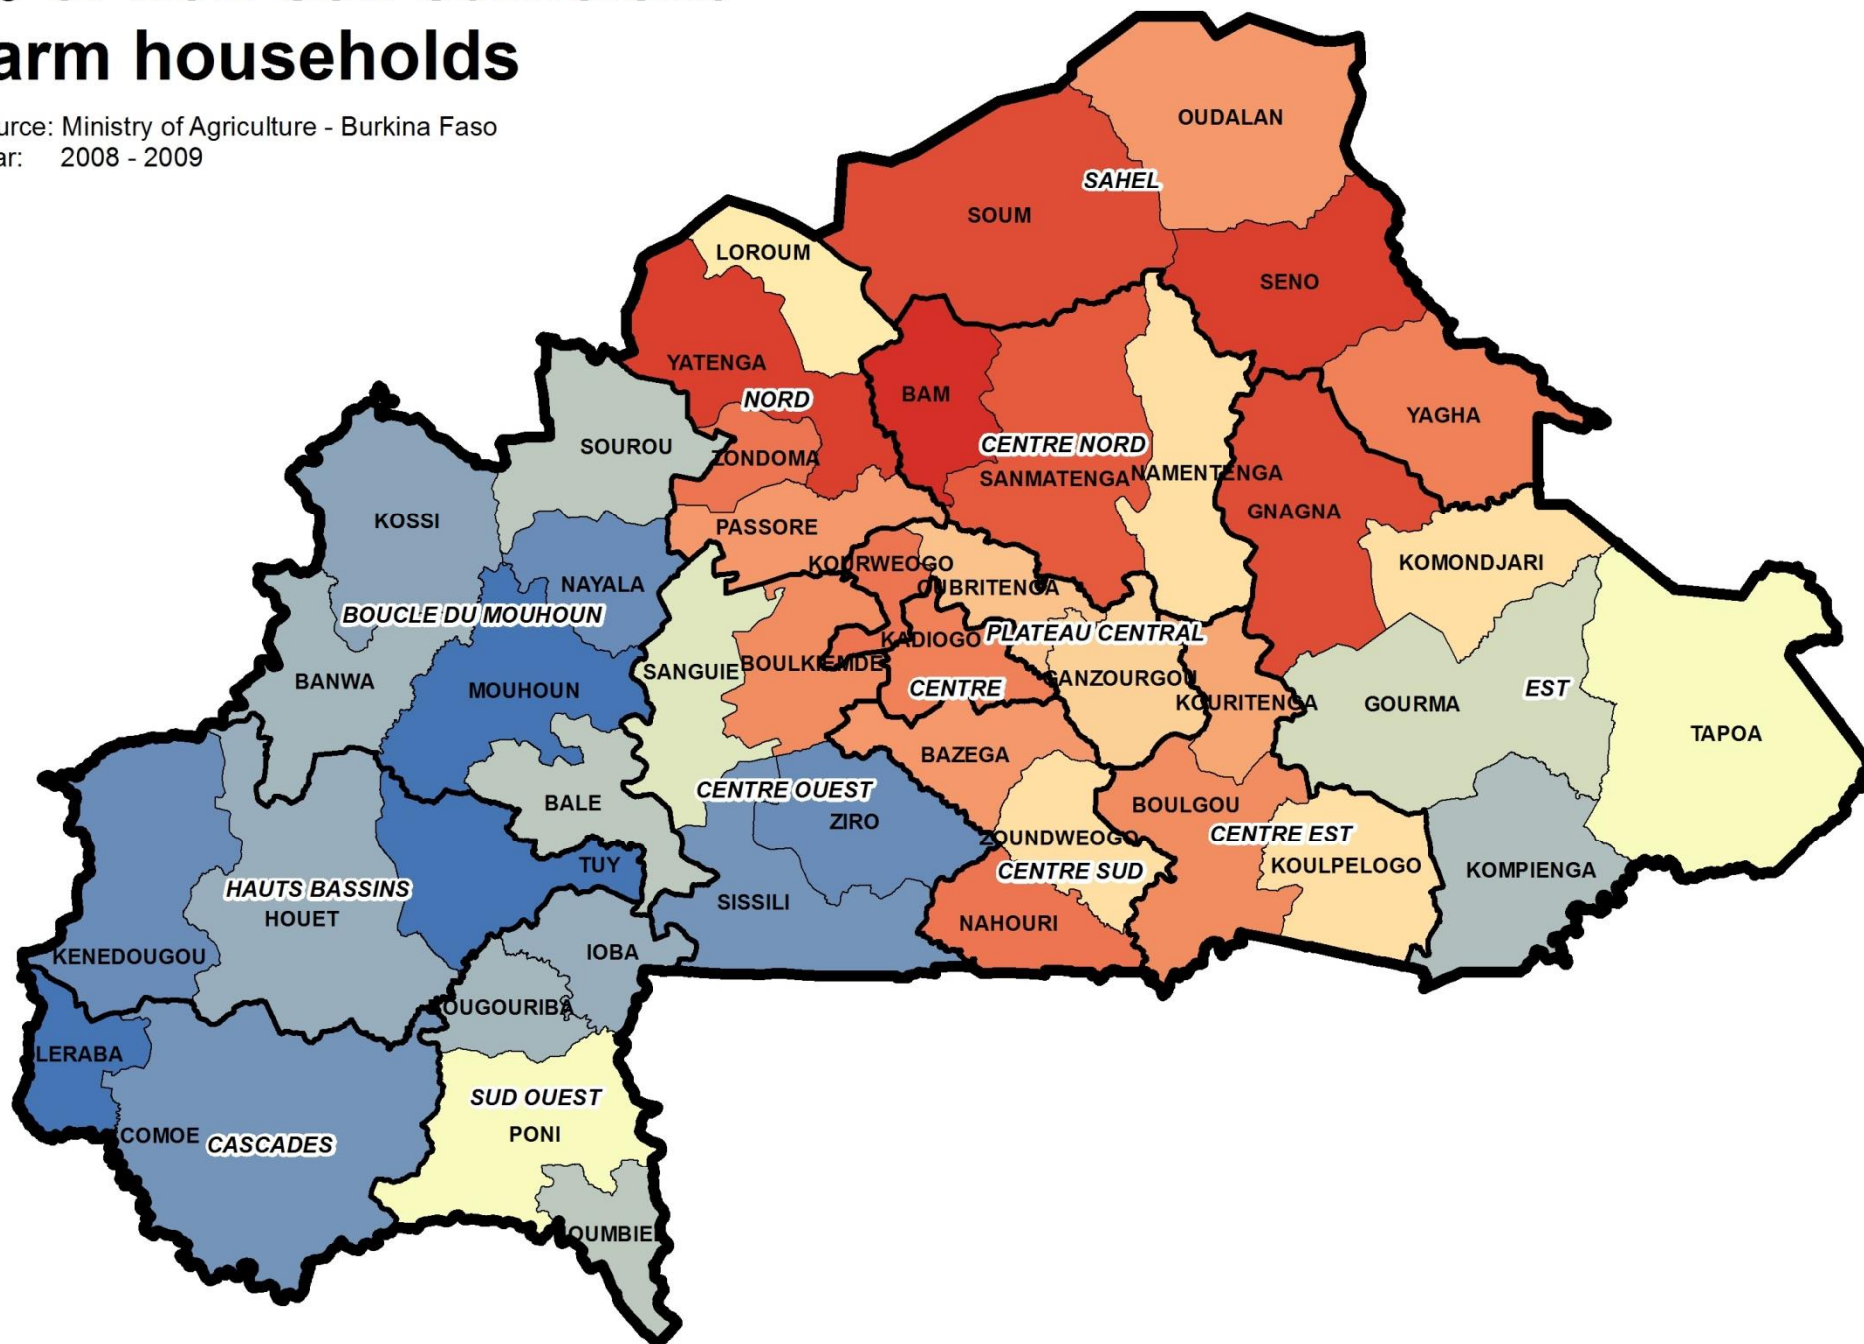 arm households
urce: Ministry of Agriculture - Burkina Faso
ar: 2008 - 2009
OUDALAN
SAHEL
SOUM
LOROUM
SENO
YATENGA
NORD
BAM
YAGHA
SOUROU
CENTRE NORD
ZONDOMA
SANMATENGA
NAMENTENGA
GNAGNA
KOSSI
PASSORE
KOURWEOGO
KOMONDJARI
NAYALA
OUBRITENGA
BOUCLE DU MOUHOUN
KADIOGO
PLATEAU CENTRAL
SANGUIE
BOULKIEMDE
GANZOURGOU
BANWA
MOUHOUN
CENTRE
KOURITENGA
GOURMA
EST
TAPOA
BAZEGA
CENTRE OUEST
BALE
ZIRO
BOULGOU
ZOUNDWEOGO
CENTRE EST
TUY
CENTRE SUD
KOULPELOGO
KOMPIENGA
HAUTS BASSINS
HOUET
SISSILI
NAHOURI
KENEDOUGOU
IOBA
OUGOURIBA
LERABA
SUD OUEST
PONI
COMOE
CASCADES
OUMBIE